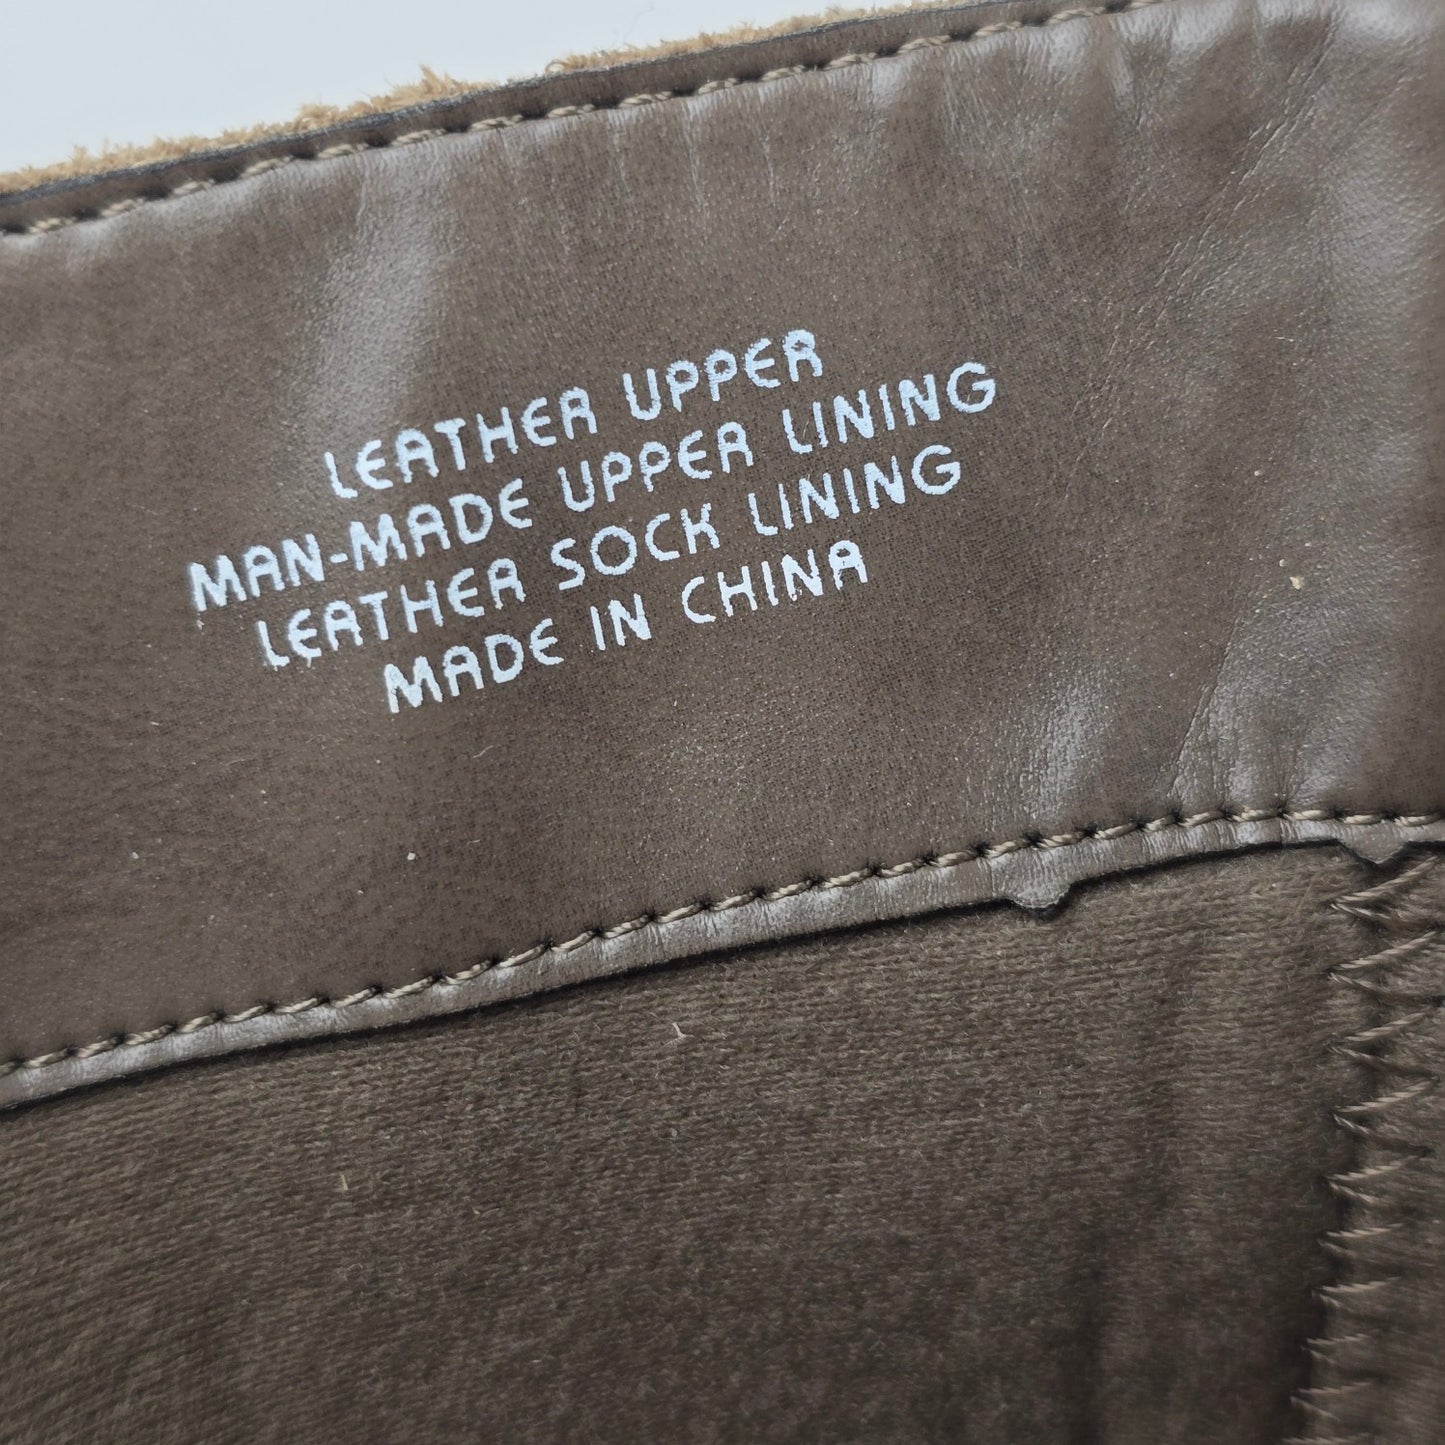 LEATHER UPPER
MAN-MADE UPPER LINING
LEATHER SOCK LINING
MADE IN CHINA